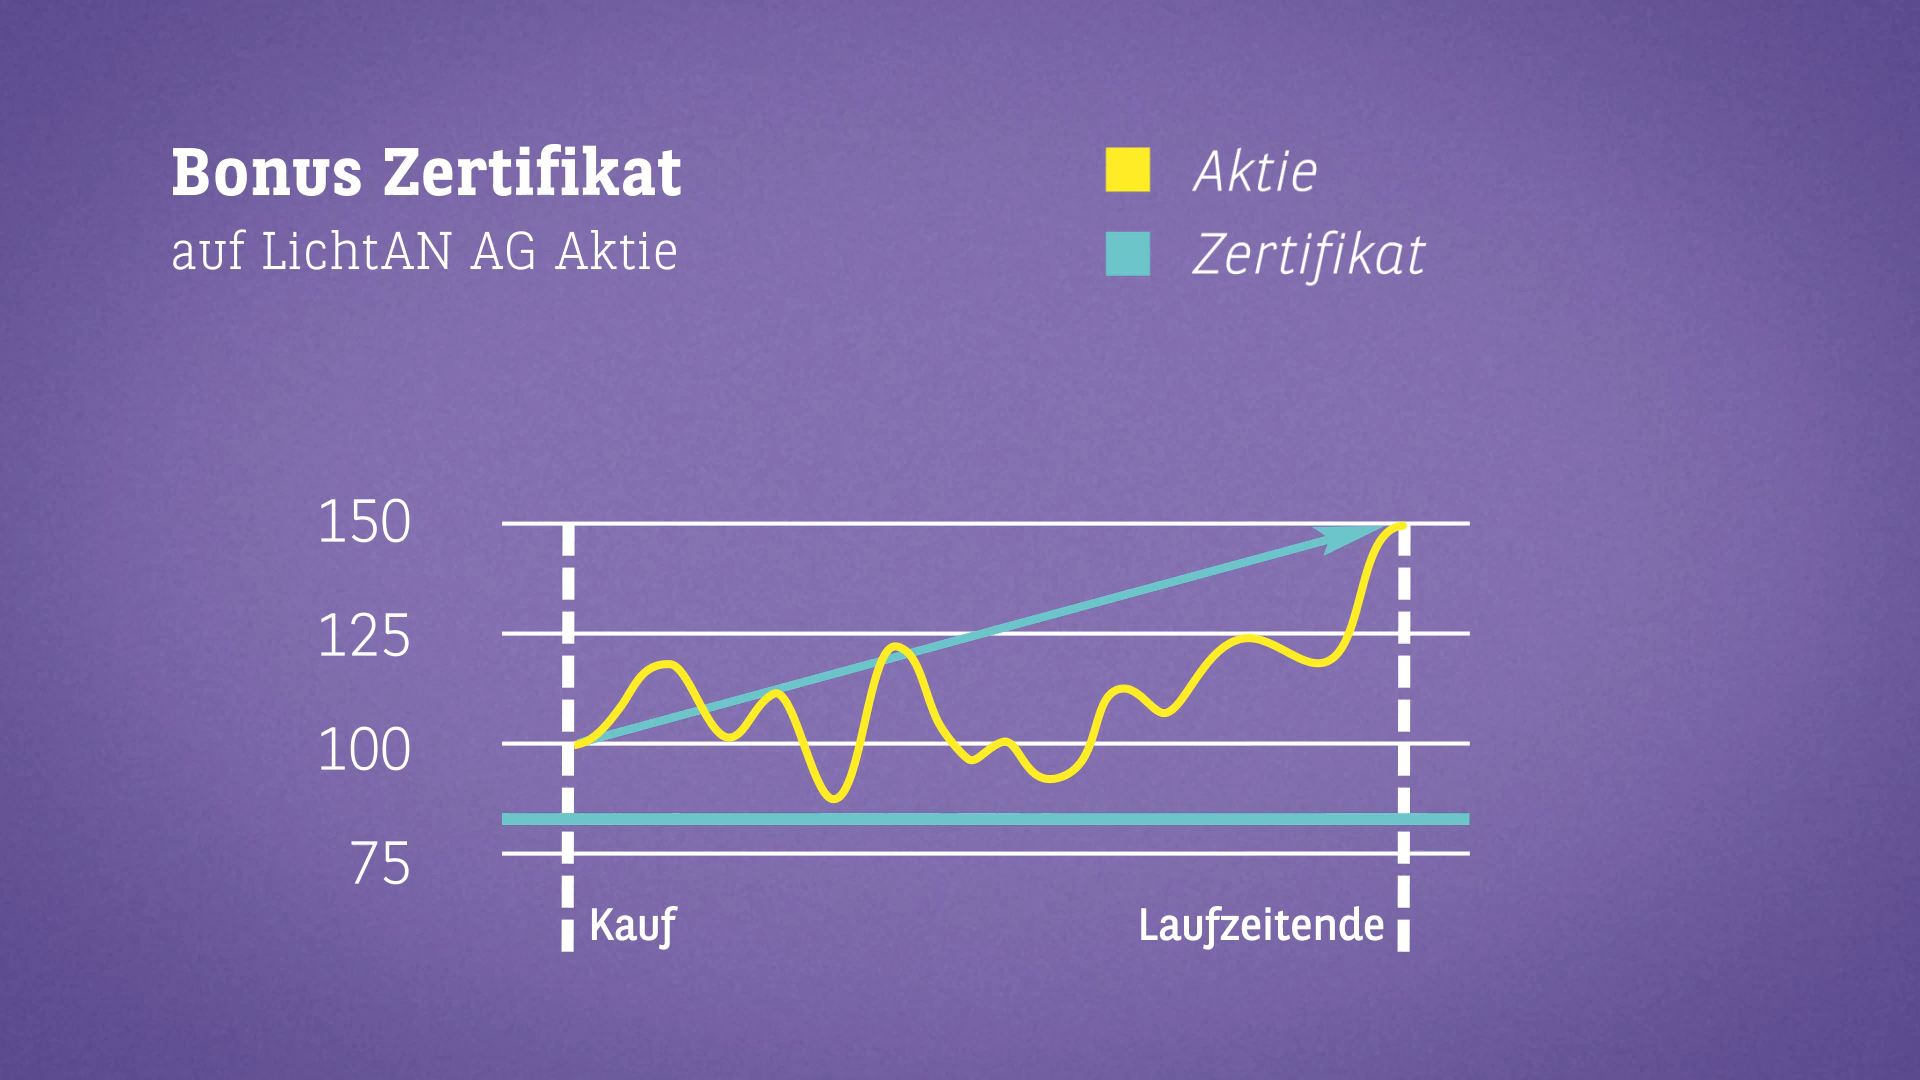 Bonus Zertifikat
auf LichtAN AG Aktie
Aktie
Zertifikat
150
125
100
75
Kauf
Laufzeitende